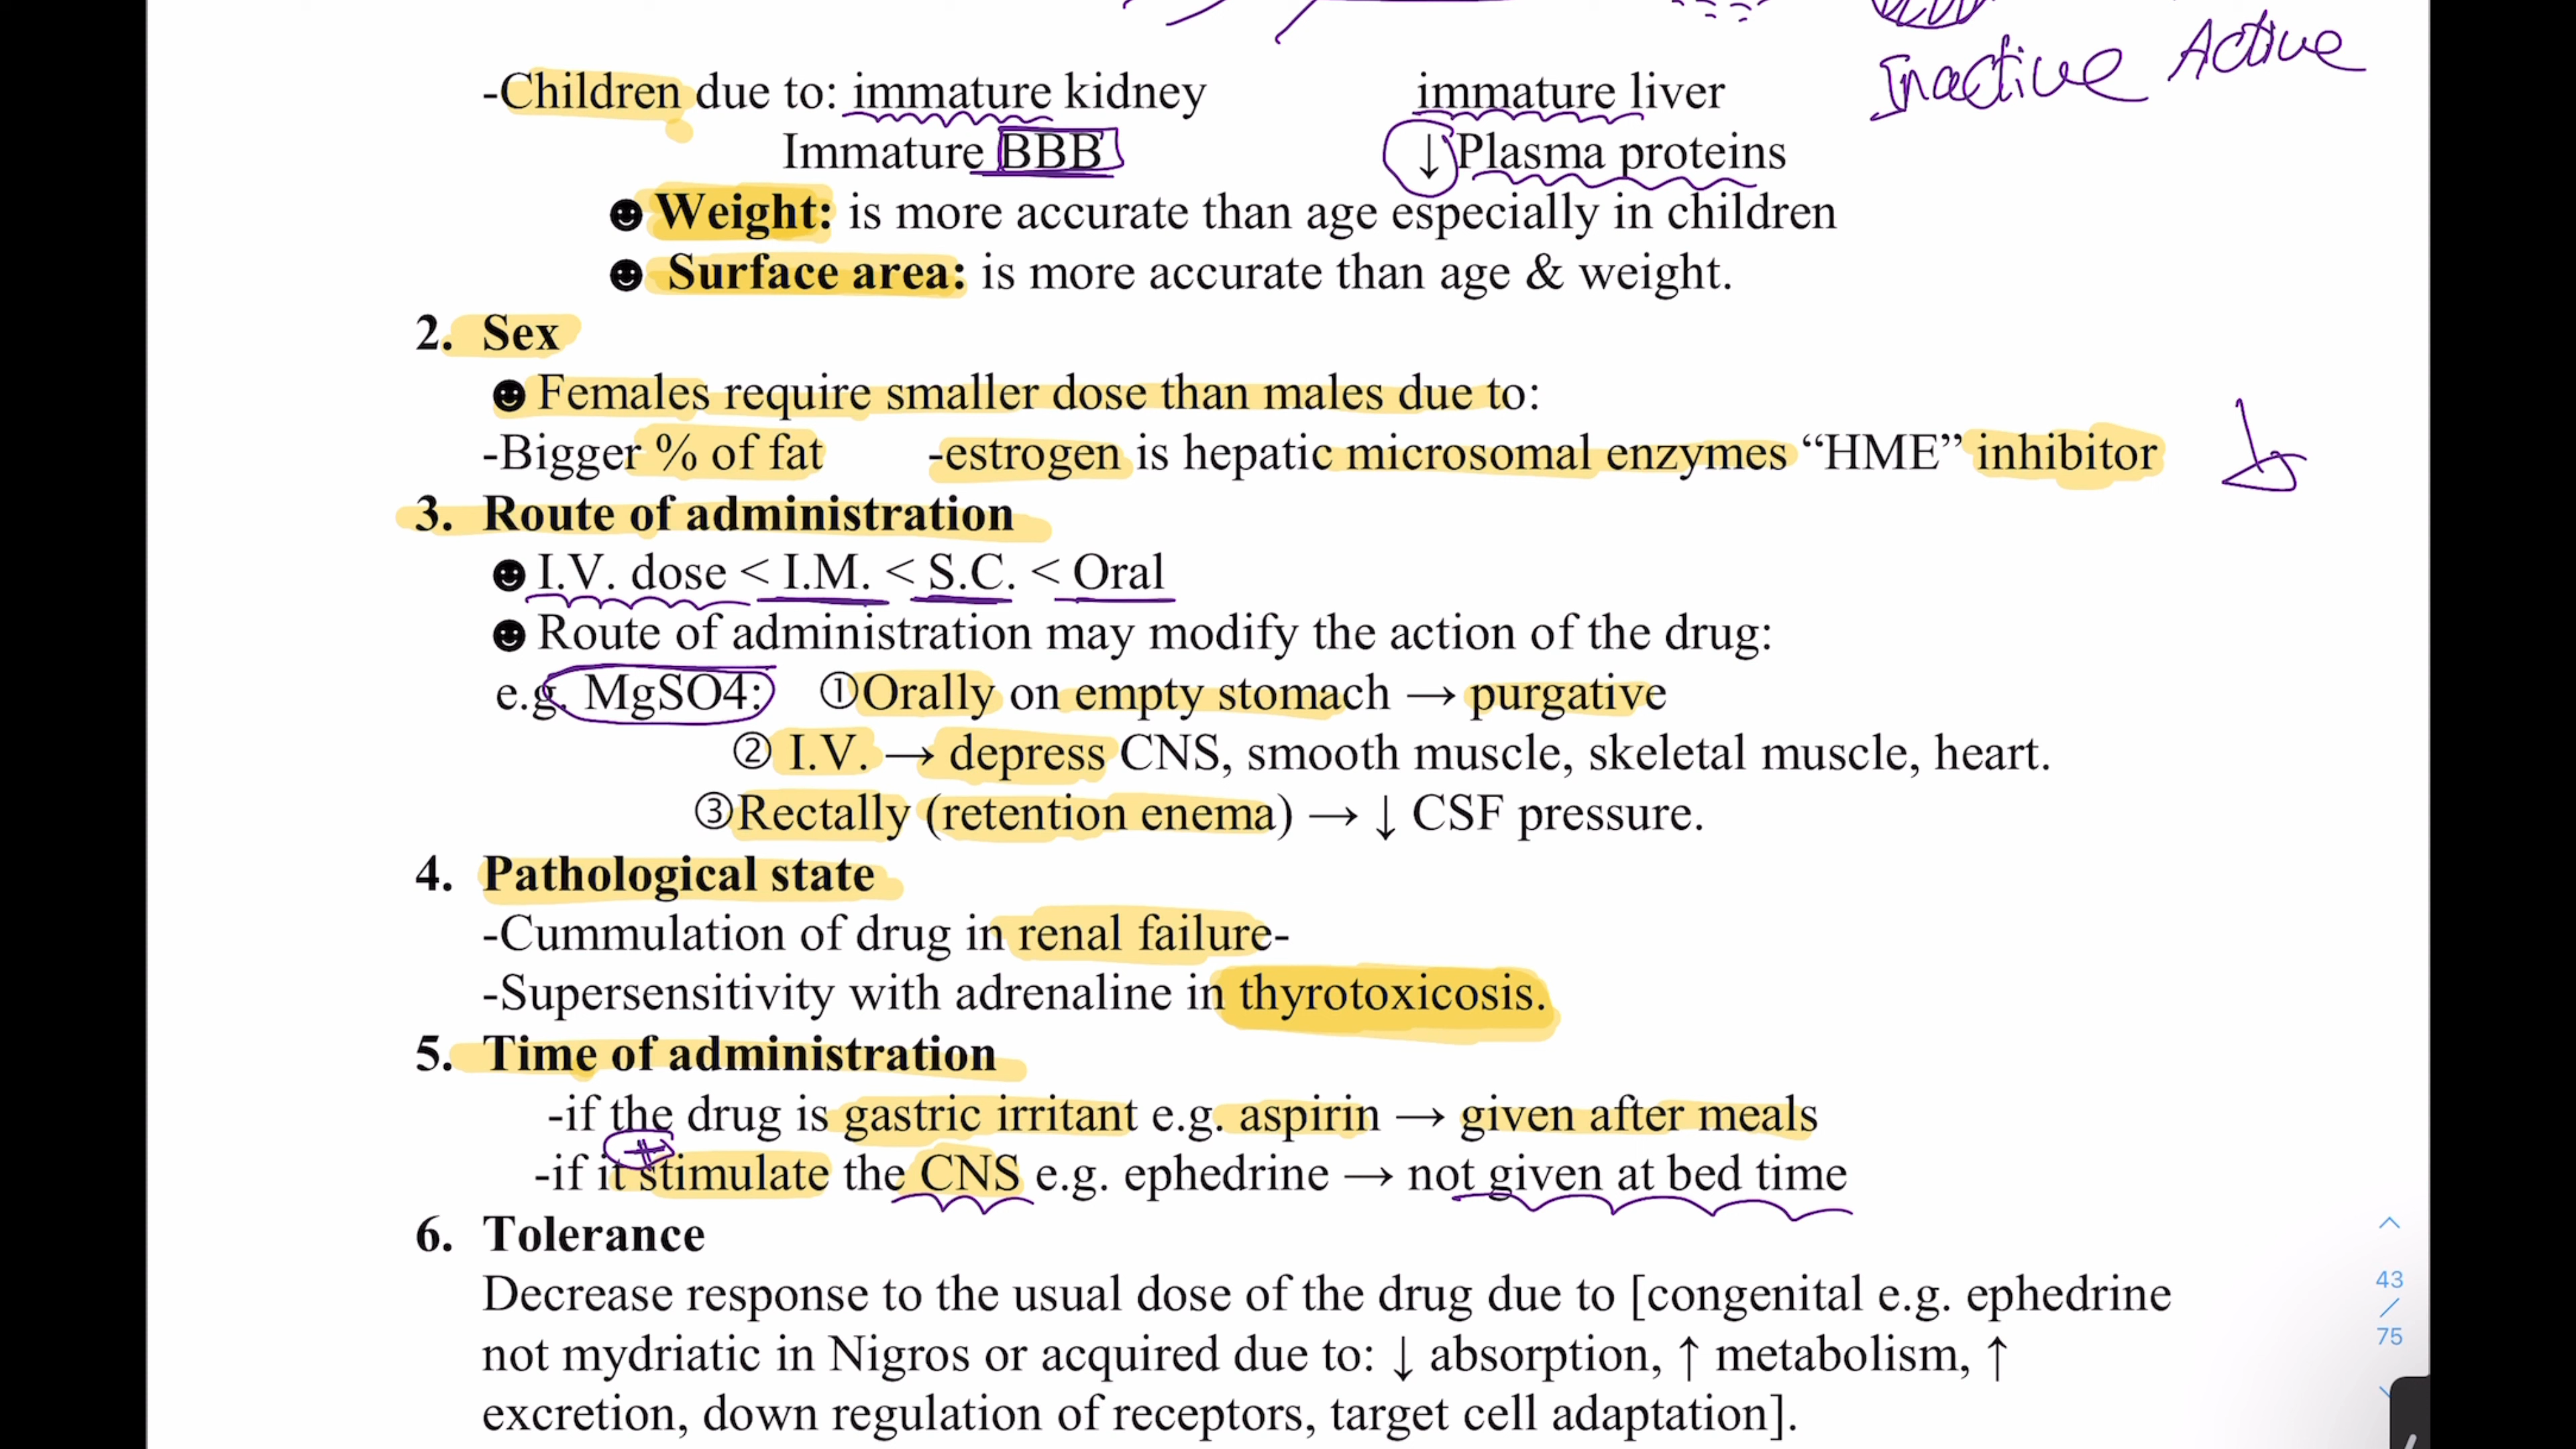 Inactive Active
-Children due to: immature kidney immature liver
Immature BBB ↓ Plasma proteins
☻ Weight: is more accurate than age especially in children
☻ Surface area: is more accurate than age & weight.
2. Sex
☻ Females require smaller dose than males due to:
-Bigger % of fat -estrogen is hepatic microsomal enzymes “HME” inhibitor
3. Route of administration
☻ I.V. dose < I.M. < S.C. < Oral
☻ Route of administration may modify the action of the drug:
e.g. MgSO4: ①Orally on empty stomach → purgative
② I.V. → depress CNS, smooth muscle, skeletal muscle, heart.
③Rectally (retention enema) → ↓ CSF pressure.
4. Pathological state
-Cummulation of drug in renal failure-
-Supersensitivity with adrenaline in thyrotoxicosis.
5. Time of administration
-if the drug is gastric irritant e.g. aspirin → given after meals
-if it stimulate the CNS e.g. ephedrine → not given at bed time
6. Tolerance
Decrease response to the usual dose of the drug due to [congenital e.g. ephedrine
not mydriatic in Nigros or acquired due to: ↓ absorption, ↑ metabolism, ↑
excretion, down regulation of receptors, target cell adaptation].
43
/
75